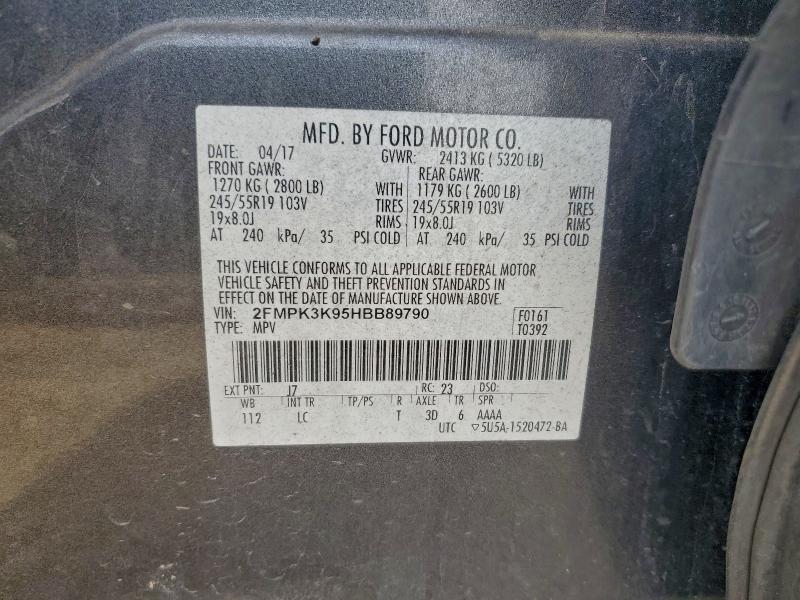 MFD. BY FORD MOTOR CO.
DATE: 04/17 GVWR: 2413 KG ( 5320 LB)
FRONT GAWR: REAR GAWR:
1270 KG ( 2800 LB) WITH 1179 KG ( 2600 LB) WITH
245/55R19 103V TIRES 245/55R19 103V TIRES
19x8.0J RIMS 19x8.0J RIMS
AT 240 kPa/ 35 PSI COLD AT 240 kPa/ 35 PSI COLD
THIS VEHICLE CONFORMS TO ALL APPLICABLE FEDERAL MOTOR
VEHICLE SAFETY AND THEFT PREVENTION STANDARDS IN
EFFECT ON THE DATE OF MANUFACTURE SHOWN ABOVE.
VIN: 2FMPK3K95HBB89790 F0161
TYPE: MPV T0392
EXT PNT: J7 RC: 23 DSO:
WB INT TR TP/PS R AXLE TR SPR
112 LC T 3D 6 AAAA
UTC ▽5U5A-1520472-BA